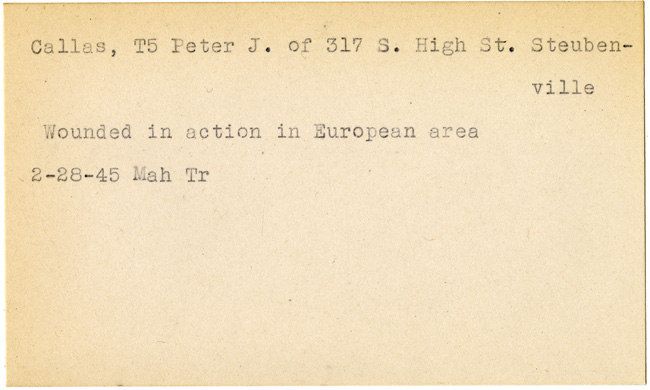 Callas, T5 Peter J. of 317 S. High St. Steuben-
ville
Wounded in action in European area
2-28-45 Mah Tr